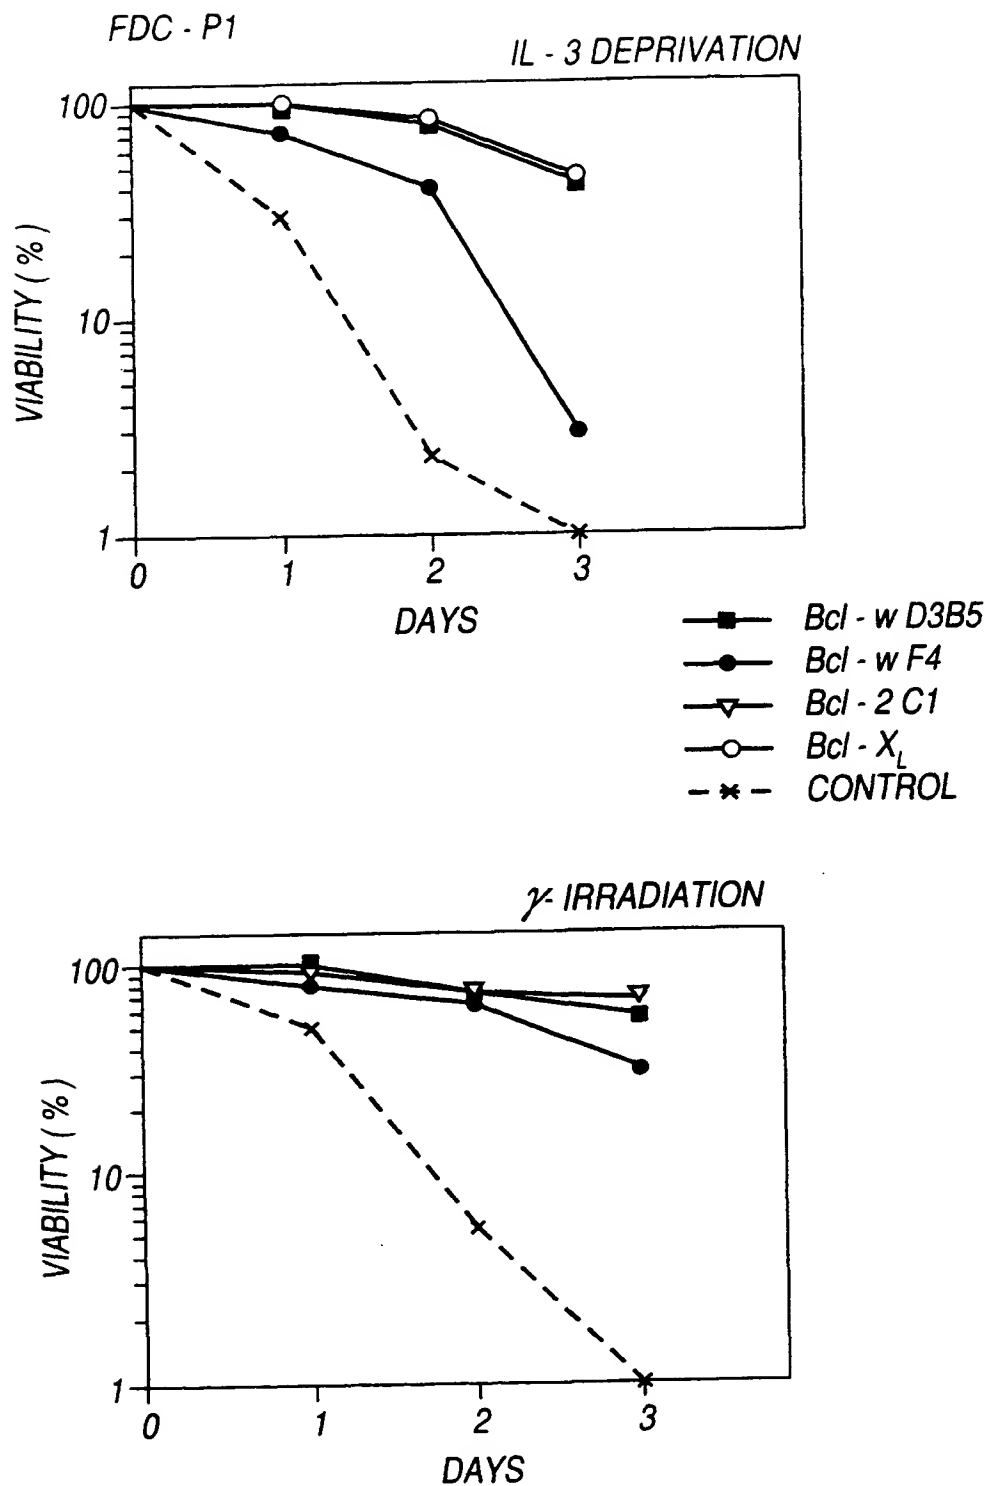 FDC - P1
IL - 3 DEPRIVATION
VIABILITY (%)
100
10
1
0 1 2 3
DAYS
Bcl - w D3B5
Bcl - w F4
Bcl - 2 C1
Bcl - X_L
CONTROL
γ- IRRADIATION
VIABILITY (%)
100
10
1
0 1 2 3
DAYS